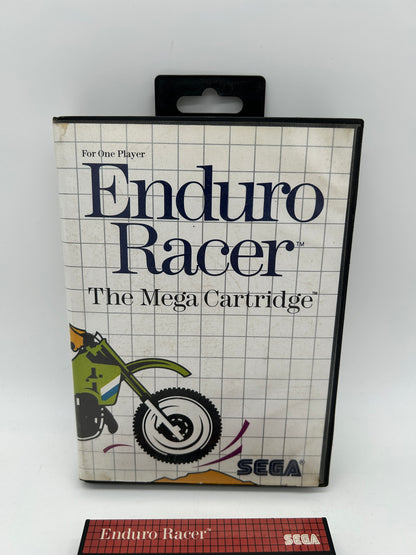 For One Player
Enduro
Racer™
The Mega Cartridge™
SEGA
Enduro Racer™ SEGA